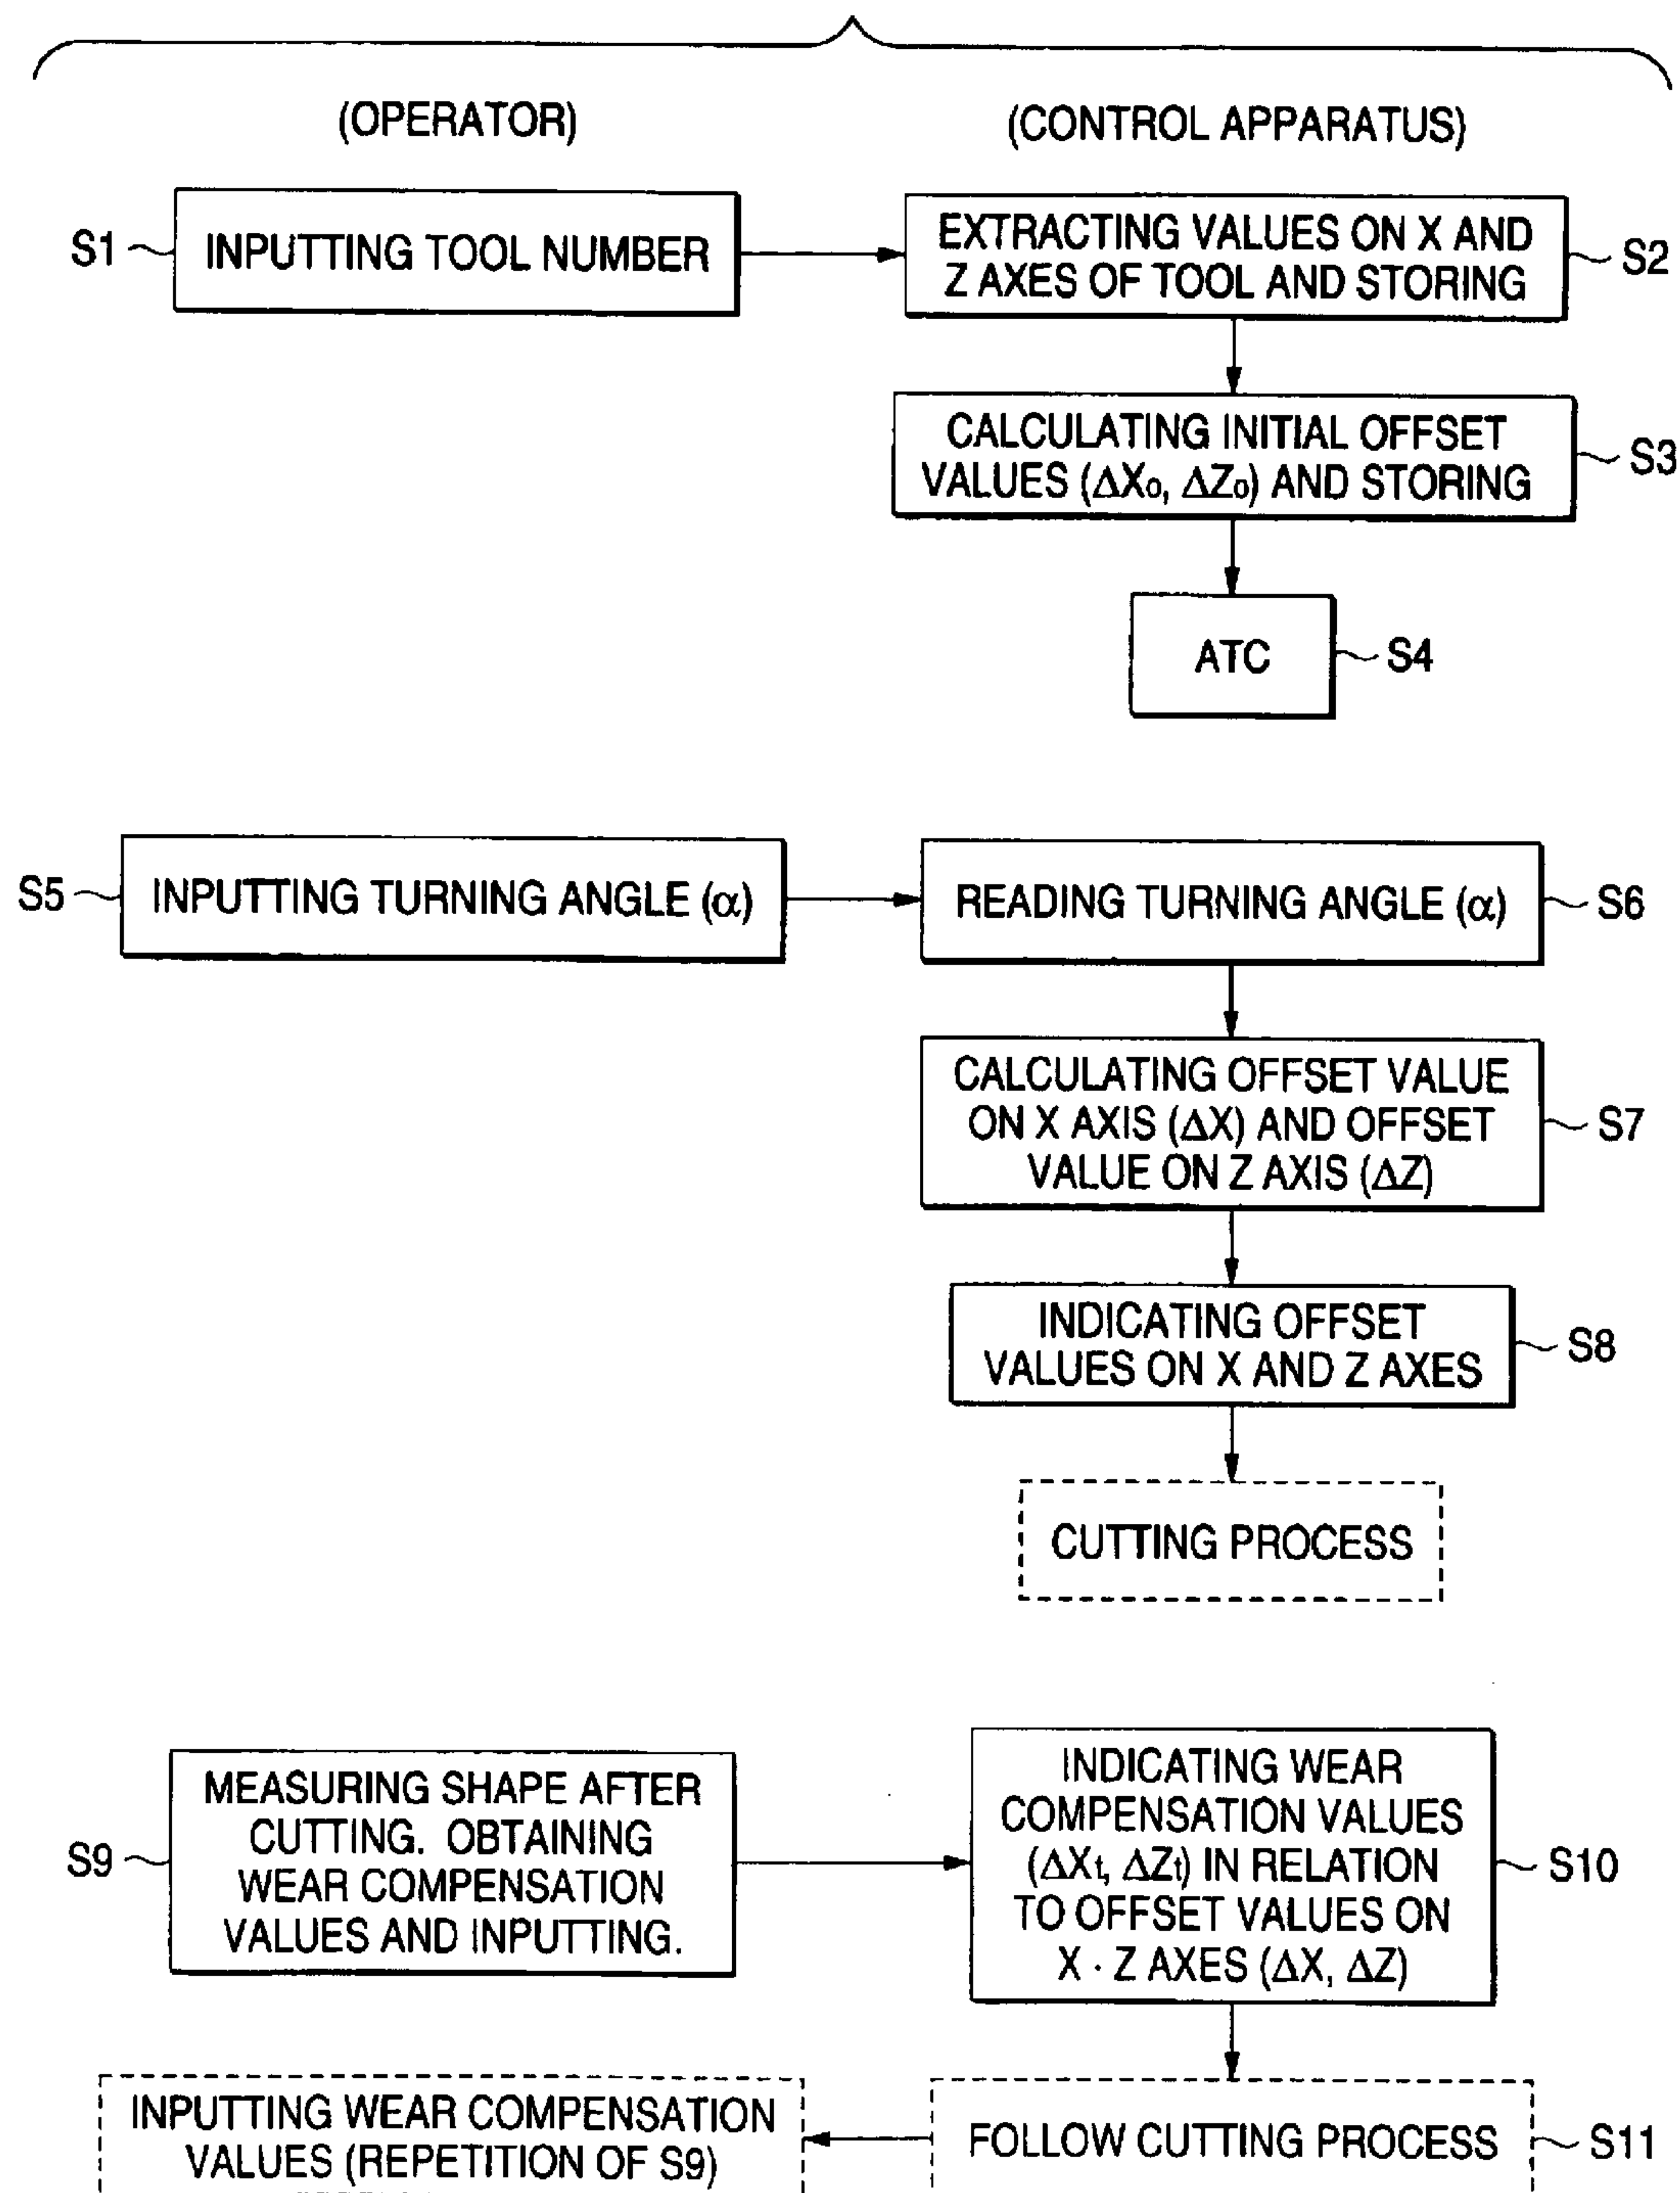 (OPERATOR)
(CONTROL APPARATUS)
S1
INPUTTING TOOL NUMBER
EXTRACTING VALUES ON X AND
Z AXES OF TOOL AND STORING
S2
CALCULATING INITIAL OFFSET
VALUES (ΔX₀, ΔZ₀) AND STORING
S3
ATC
S4
S5
INPUTTING TURNING ANGLE (α)
READING TURNING ANGLE (α)
S6
CALCULATING OFFSET VALUE
ON X AXIS (ΔX) AND OFFSET
VALUE ON Z AXIS (ΔZ)
S7
INDICATING OFFSET
VALUES ON X AND Z AXES
S8
CUTTING PROCESS
S9
MEASURING SHAPE AFTER
CUTTING. OBTAINING
WEAR COMPENSATION
VALUES AND INPUTTING.
INDICATING WEAR
COMPENSATION VALUES
(ΔXₜ, ΔZₜ) IN RELATION
TO OFFSET VALUES ON
X · Z AXES (ΔX, ΔZ)
S10
INPUTTING WEAR COMPENSATION
VALUES (REPETITION OF S9)
FOLLOW CUTTING PROCESS
S11